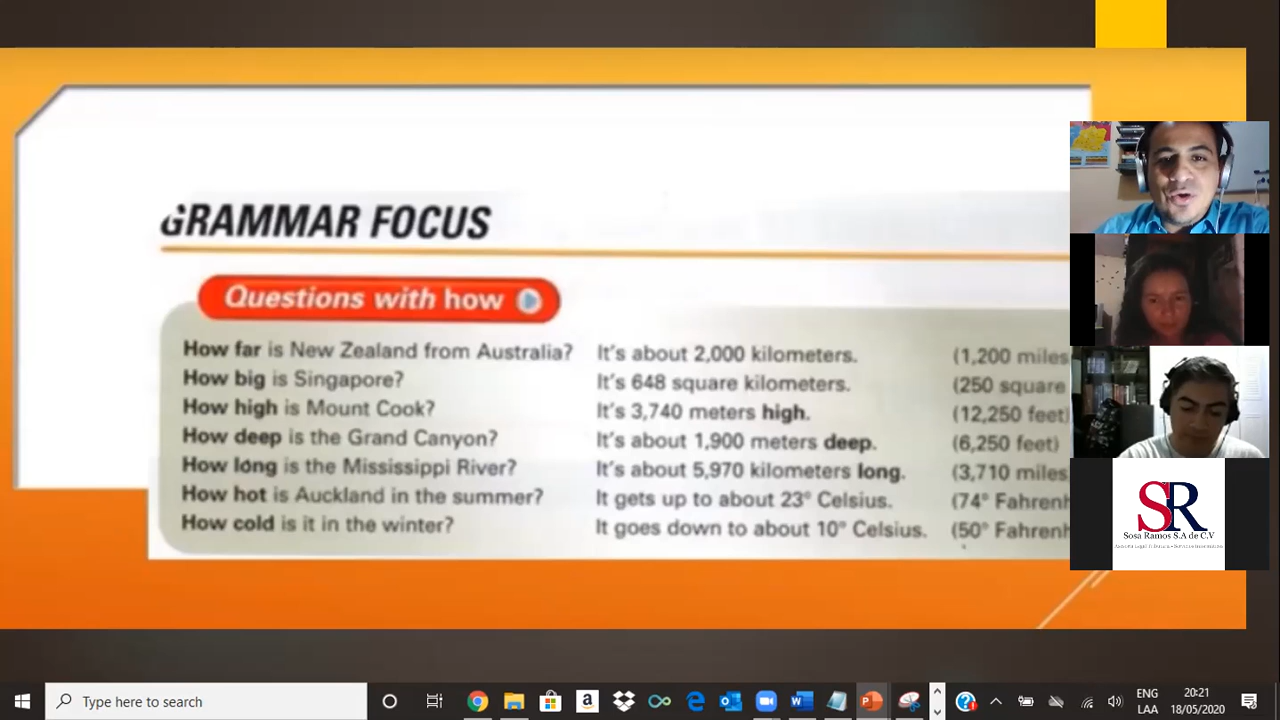 GRAMMAR FOCUS
Questions with how
How far is New Zealand from Australia? It's about 2,000 kilometers. (1,200 miles
How big is Singapore? It's 648 square kilometers. (250 square
How high is Mount Cook? It's 3,740 meters high. (12,250 feet)
How deep is the Grand Canyon? It's about 1,900 meters deep. (6,250 feet)
How long is the Mississippi River? It's about 5,970 kilometers long. (3,710 miles
How hot is Auckland in the summer? It gets up to about 23° Celsius. (74° Fahrenh
How cold is it in the winter? It goes down to about 10° Celsius. (50° Fahrenh
SR
Sosa Ramos S.A de C.V
Type here to search
ENG
LAA
20:21
18/05/2020